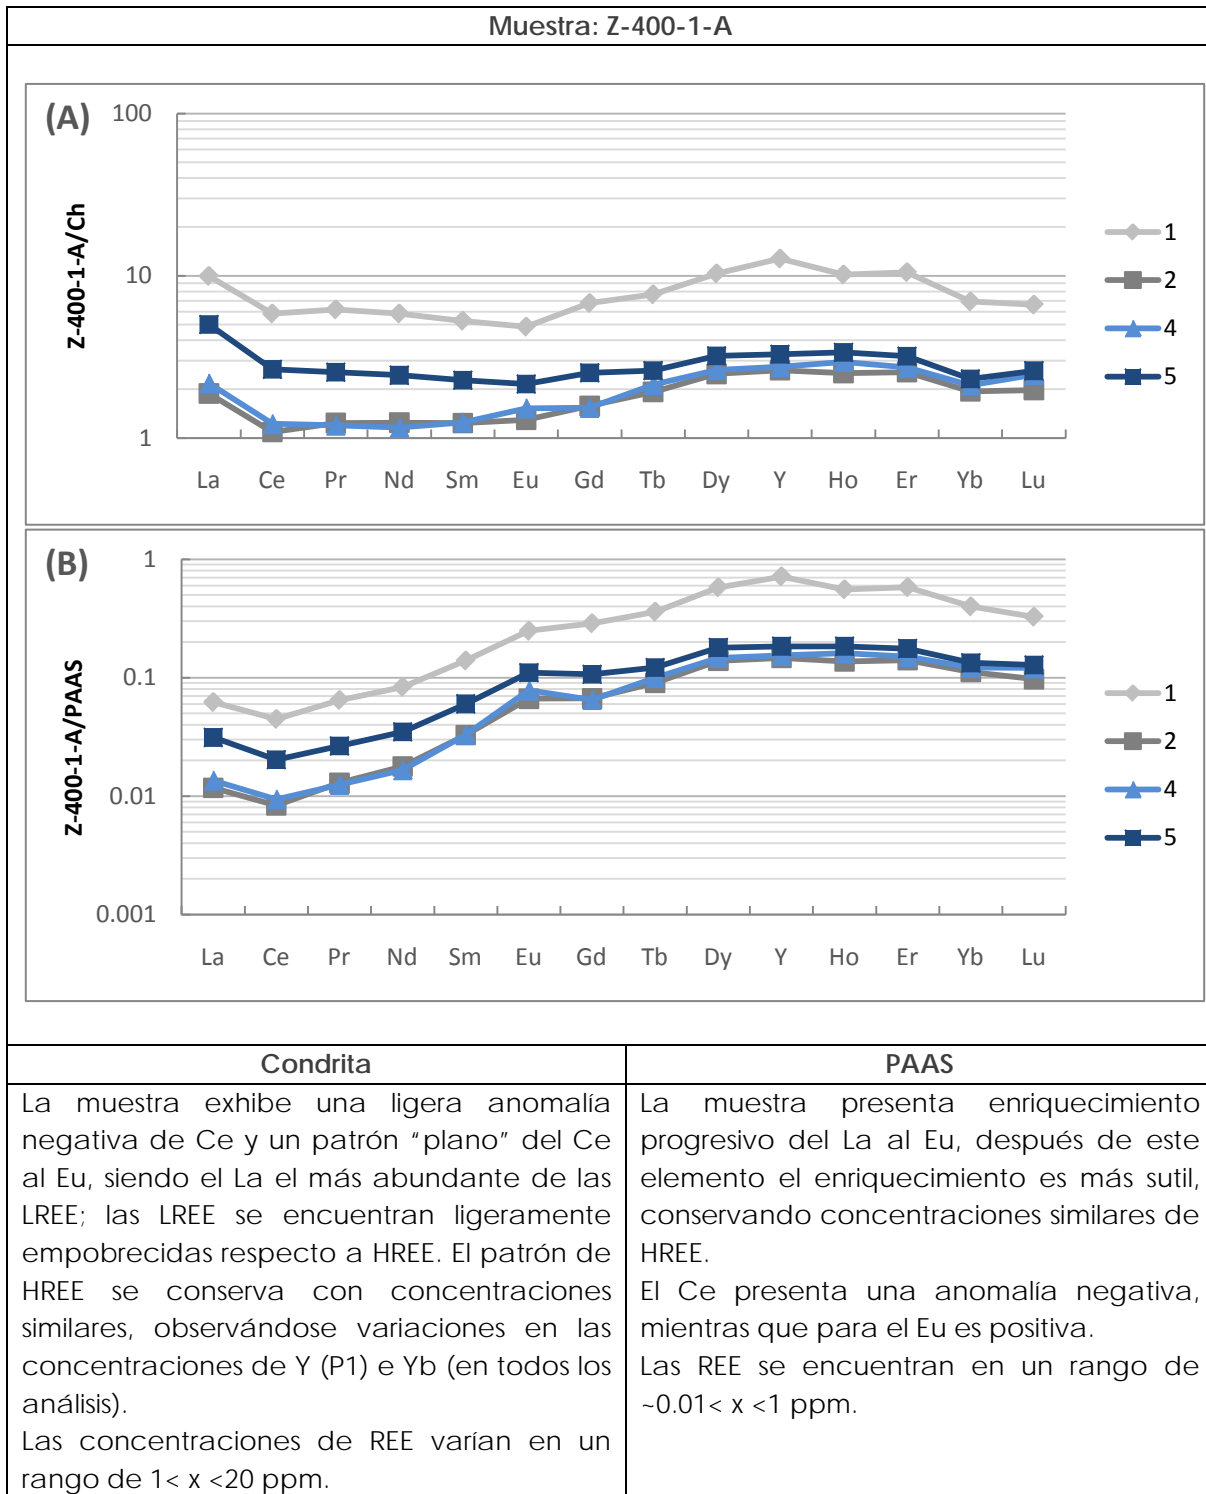 Muestra: Z-400-1-A
(A)
Z-400-1-A/Ch
100
10
1
La Ce Pr Nd Sm Eu Gd Tb Dy Y Ho Er Yb Lu
1
2
4
5
(B)
Z-400-1-A/PAAS
1
0.1
0.01
0.001
La Ce Pr Nd Sm Eu Gd Tb Dy Y Ho Er Yb Lu
1
2
4
5
Condrita
La muestra exhibe una ligera anomalía
negativa de Ce y un patrón “plano” del Ce
al Eu, siendo el La el más abundante de las
LREE; las LREE se encuentran ligeramente
empobrecidas respecto a HREE. El patrón de
HREE se conserva con concentraciones
similares, observándose variaciones en las
concentraciones de Y (P1) e Yb (en todos los
análisis).
Las concentraciones de REE varían en un
rango de 1< x <20 ppm.
PAAS
La muestra presenta enriquecimiento
progresivo del La al Eu, después de este
elemento el enriquecimiento es más sutil,
conservando concentraciones similares de
HREE.
El Ce presenta una anomalía negativa,
mientras que para el Eu es positiva.
Las REE se encuentran en un rango de
~0.01< x <1 ppm.